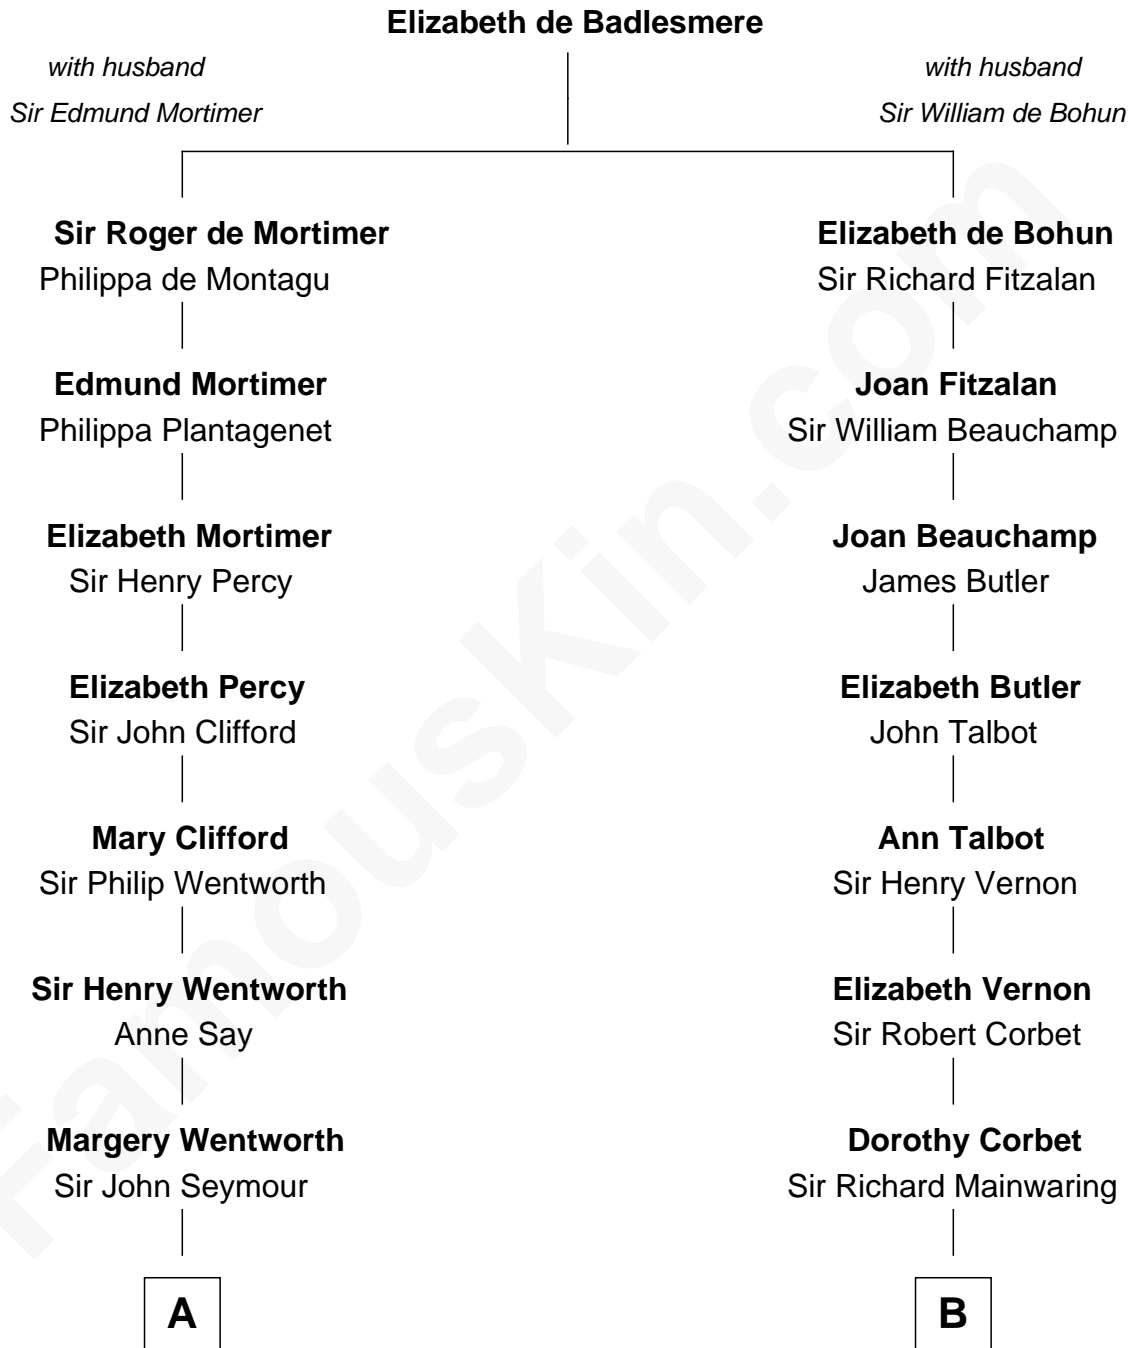 Elizabeth de Badlesmere
with husband
Sir Edmund Mortimer
with husband
Sir William de Bohun
Sir Roger de Mortimer
Philippa de Montagu
Elizabeth de Bohun
Sir Richard Fitzalan
Edmund Mortimer
Philippa Plantagenet
Joan Fitzalan
Sir William Beauchamp
Elizabeth Mortimer
Sir Henry Percy
Joan Beauchamp
James Butler
Elizabeth Percy
Sir John Clifford
Elizabeth Butler
John Talbot
Mary Clifford
Sir Philip Wentworth
Ann Talbot
Sir Henry Vernon
Sir Henry Wentworth
Anne Say
Elizabeth Vernon
Sir Robert Corbet
Margery Wentworth
Sir John Seymour
Dorothy Corbet
Sir Richard Mainwaring
A
B
FamousKin.com